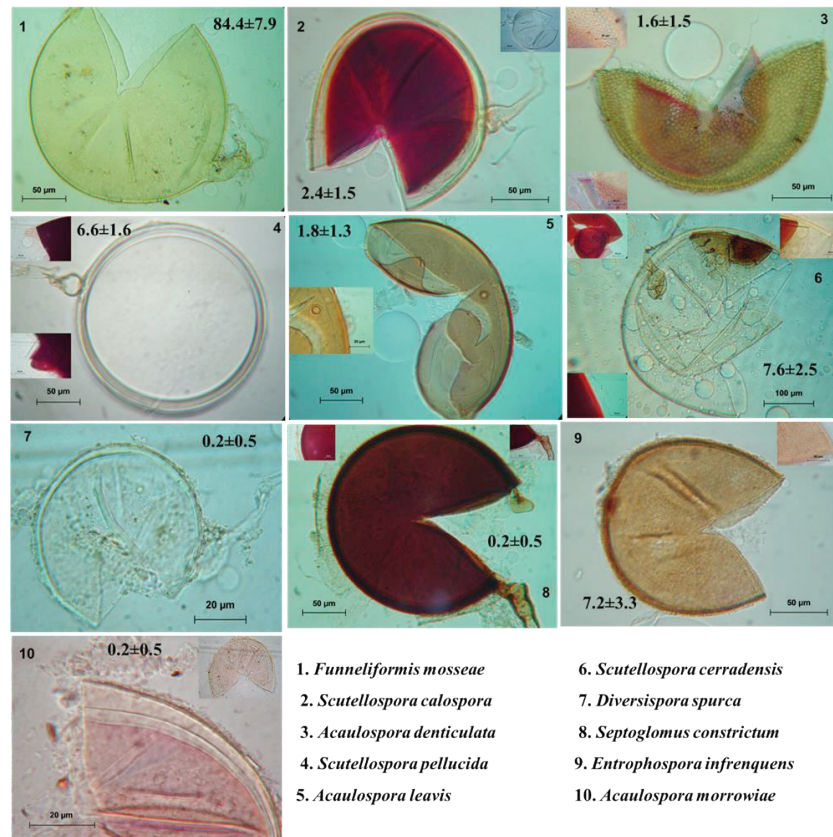 1
84.4±7.9
50 µm
2
2.4±1.5
50 µm
3
1.6±1.5
50 µm
4
6.6±1.6
50 µm
5
1.8±1.3
50 µm
6
7.6±2.5
100 µm
7
0.2±0.5
20 µm
8
0.2±0.5
50 µm
9
7.2±3.3
50 µm
10
0.2±0.5
20 µm
1. Funneliformis mosseae
2. Scutellospora calospora
3. Acaulospora denticulata
4. Scutellospora pellucida
5. Acaulospora leavis
6. Scutellospora cerradensis
7. Diversispora spurca
8. Septoglomus constrictum
9. Entrophospora infrenquens
10. Acaulospora morrowiae